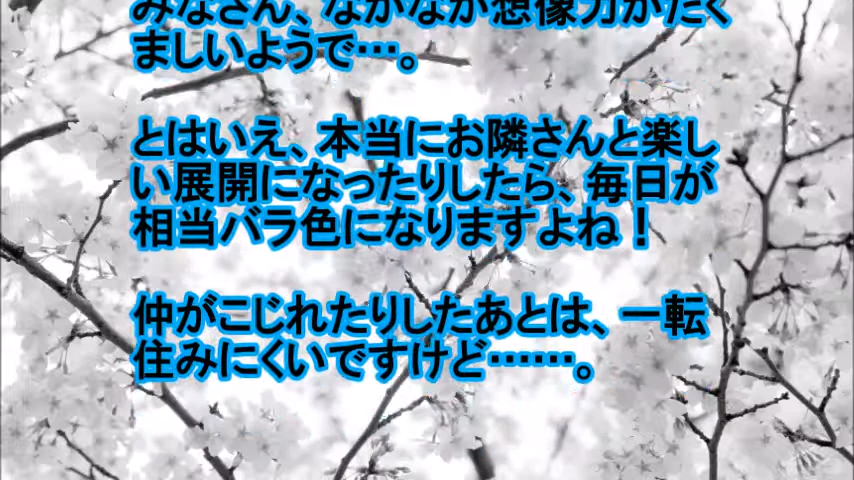 みなさん、なかなか想像力がたく
ましいようで…。
とはいえ、本当にお隣さんと楽し
い展開になったりしたら、毎日が
相当バラ色になりますよね！
仲がこじれたりしたあとは、一転
住みにくいですけど……。